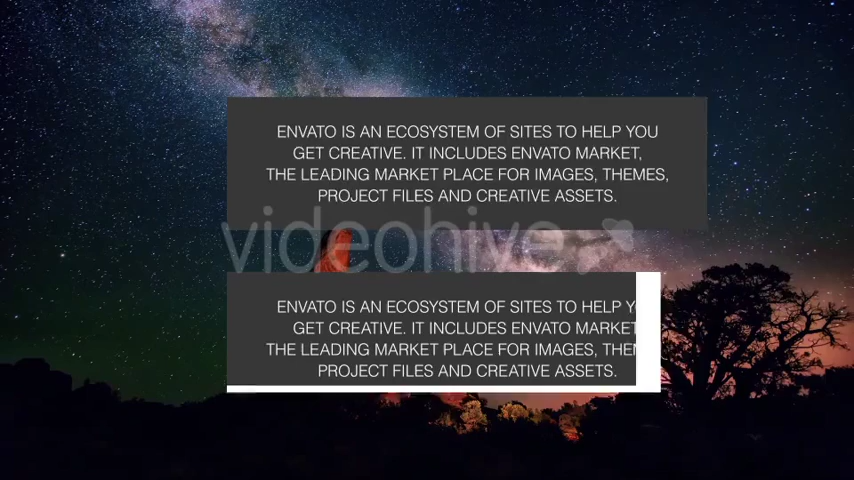 ENVATO IS AN ECOSYSTEM OF SITES TO HELP YOU
GET CREATIVE. IT INCLUDES ENVATO MARKET,
THE LEADING MARKET PLACE FOR IMAGES, THEMES,
PROJECT FILES AND CREATIVE ASSETS.
videohive
ENVATO IS AN ECOSYSTEM OF SITES TO HELP Y
GET CREATIVE. IT INCLUDES ENVATO MARKET
THE LEADING MARKET PLACE FOR IMAGES, THEM
PROJECT FILES AND CREATIVE ASSETS.